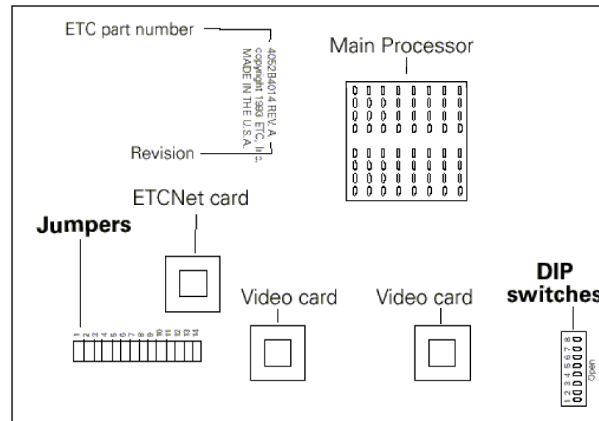 ETC part number
4052B4014 REV. A
copyright 1993 ETC, Inc.
MADE IN THE U.S.A.
Main Processor
Revision
ETCNet card
Jumpers
Video card
Video card
DIP
switches
1 2 3 4 5 6 7 8 9 10 11 12 13 14
1 2 3 4 5 6 7 8
Open